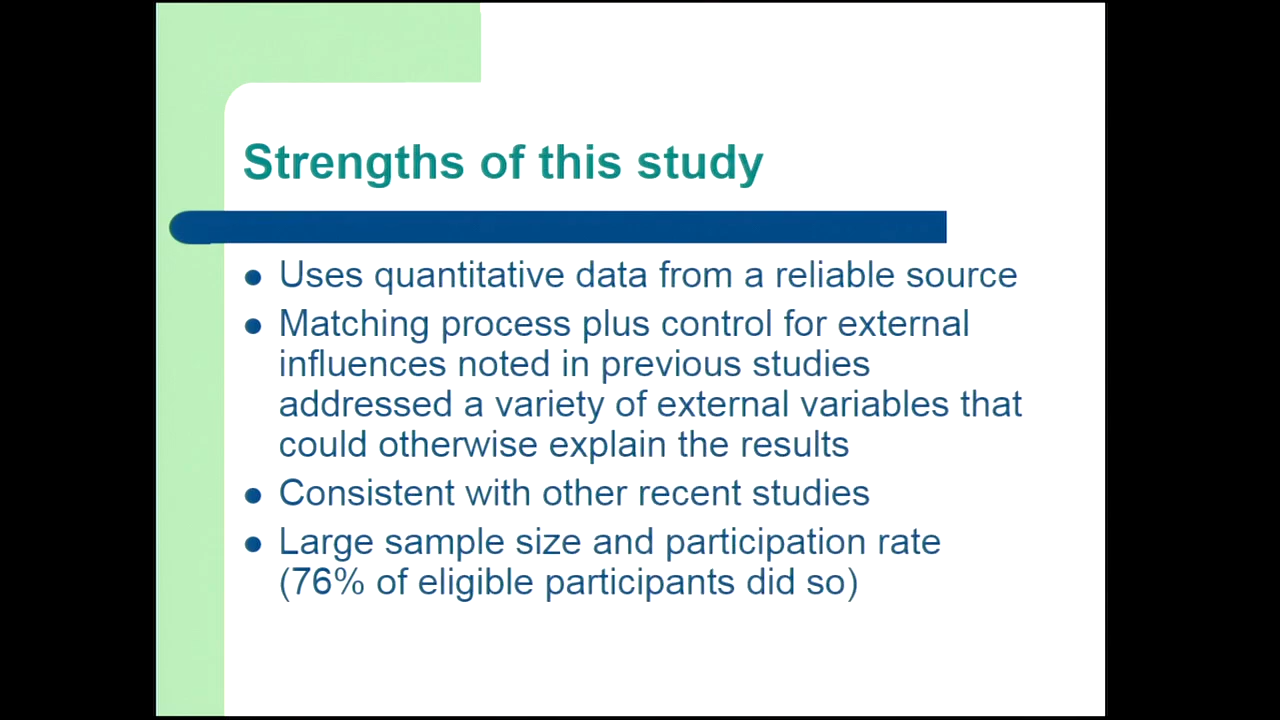 Strengths of this study
Uses quantitative data from a reliable source
Matching process plus control for external
influences noted in previous studies
addressed a variety of external variables that
could otherwise explain the results
Consistent with other recent studies
Large sample size and participation rate
(76% of eligible participants did so)